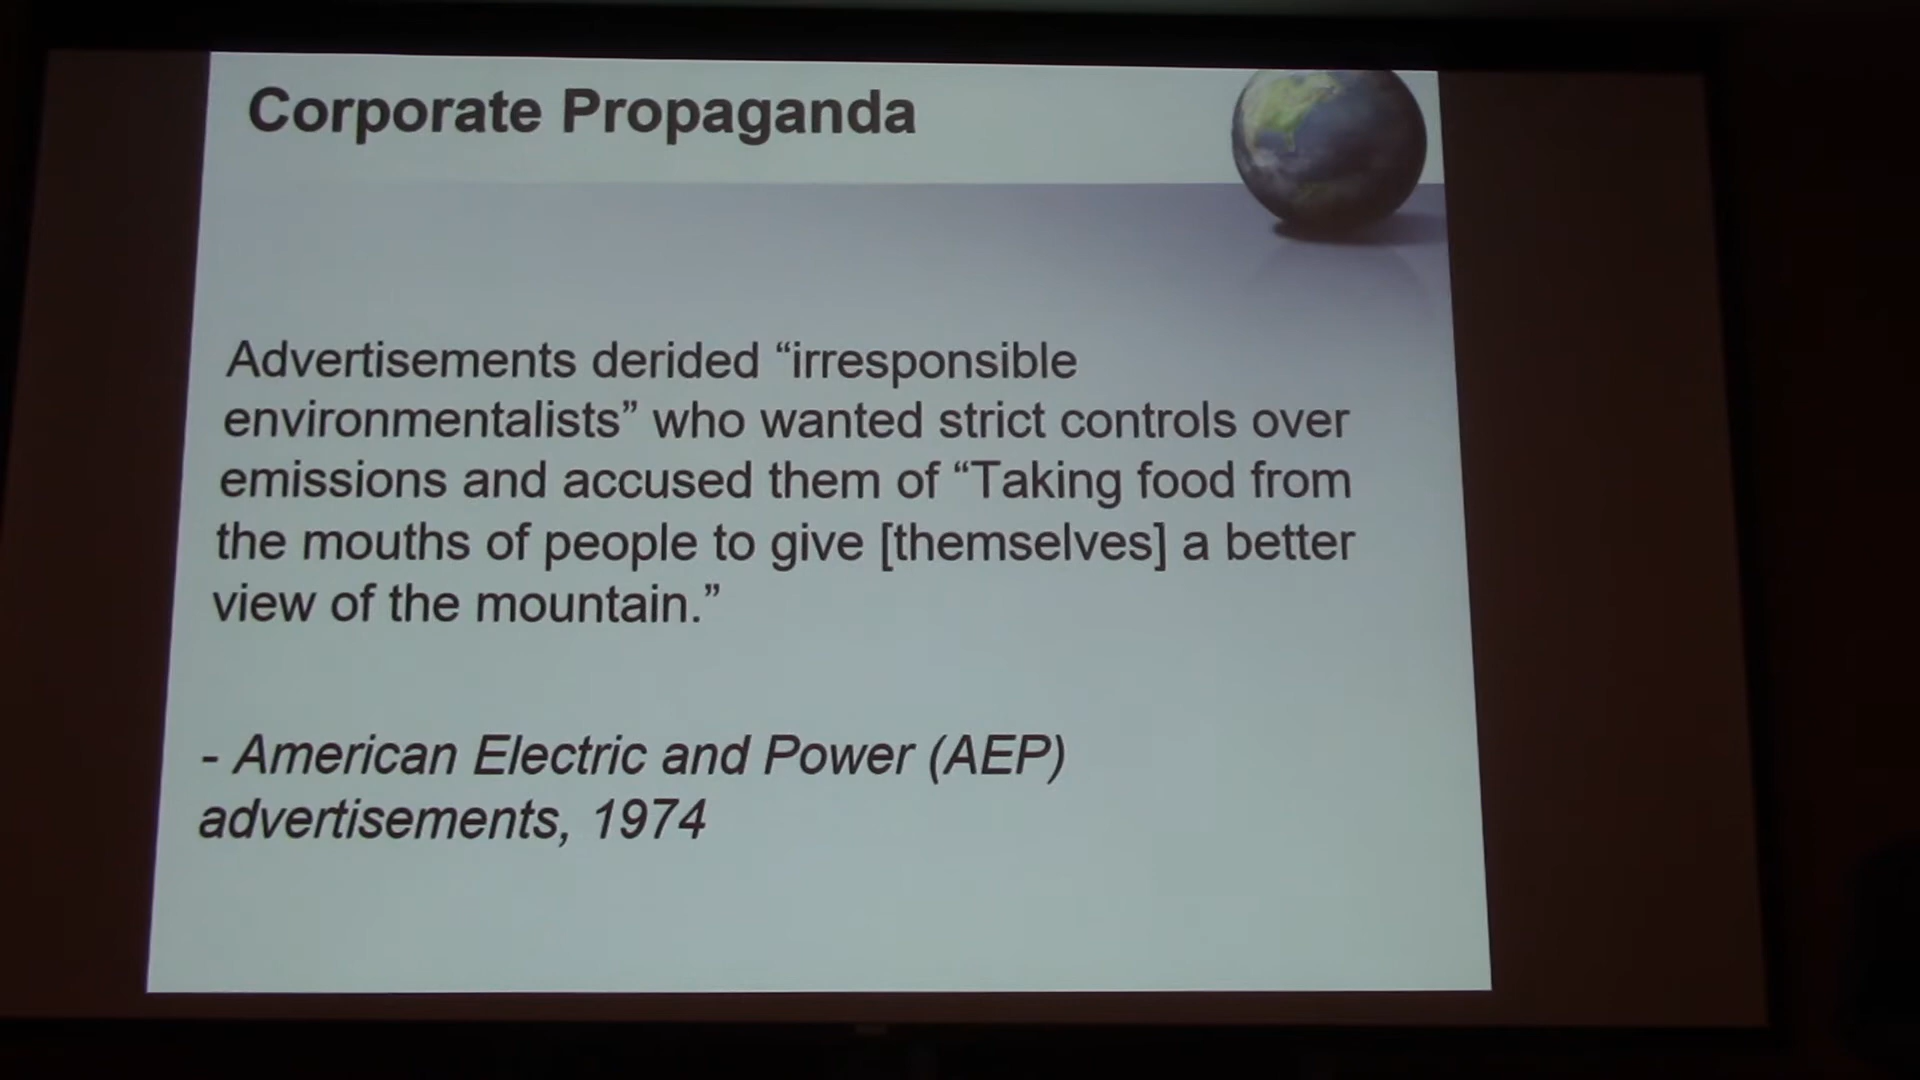 Corporate Propaganda
Advertisements derided “irresponsible
environmentalists” who wanted strict controls over
emissions and accused them of “Taking food from
the mouths of people to give [themselves] a better
view of the mountain.”
- American Electric and Power (AEP)
advertisements, 1974